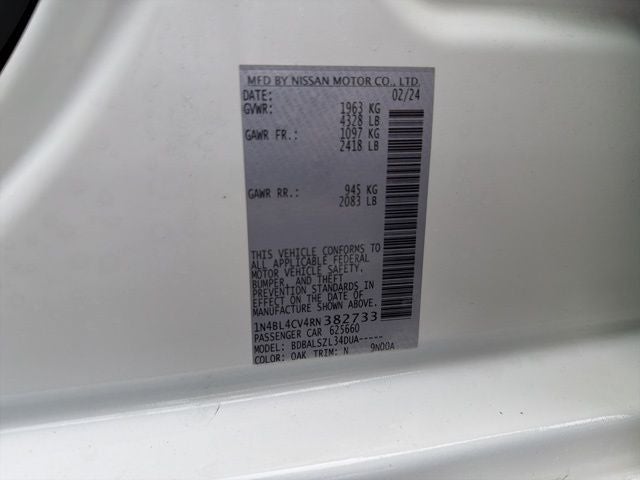 MFD BY NISSAN MOTOR CO., LTD.
DATE: 02/24
GVWR: 1963 KG
4328 LB
GAWR FR.: 1097 KG
2418 LB
GAWR RR.: 945 KG
2083 LB
THIS VEHICLE CONFORMS TO
ALL APPLICABLE FEDERAL
MOTOR VEHICLE SAFETY,
BUMPER, AND THEFT
PREVENTION STANDARDS IN
EFFECT ON THE DATE OF
MANUFACTURE SHOWN ABOVE.
1N4BL4CV4RN382733
PASSENGER CAR 625660
MODEL: BDBALSZL34DUA-----
COLOR: QAK TRIM: N 9NDOA